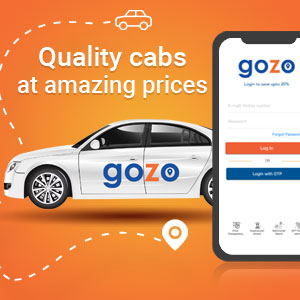 Quality cabs
at amazing prices
gozo
gozo
Login to save upto 20%
E-mail/ Mobile number
Password
Forgot Passwo
Log In
OR
Login with OTP